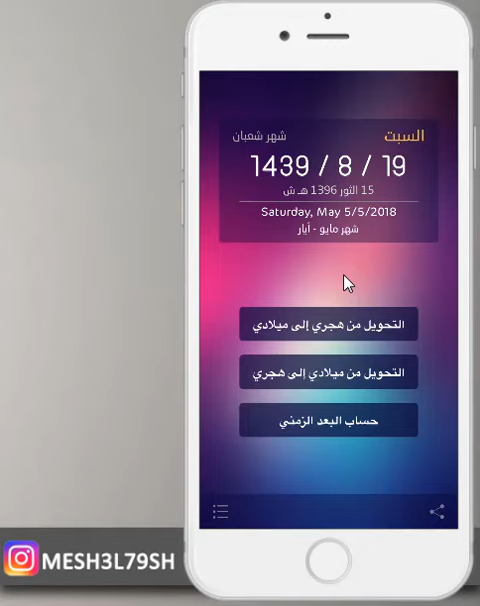 السبت شهر شعبان
1439 / 8 / 19
15 الثور 1396 هـ ش
Saturday, May 5/5/2018
شهر مايو - أيار
التحويل من هجري إلى ميلادي
التحويل من ميلادي إلى هجري
حساب البعد الزمني
MESH3L79SH